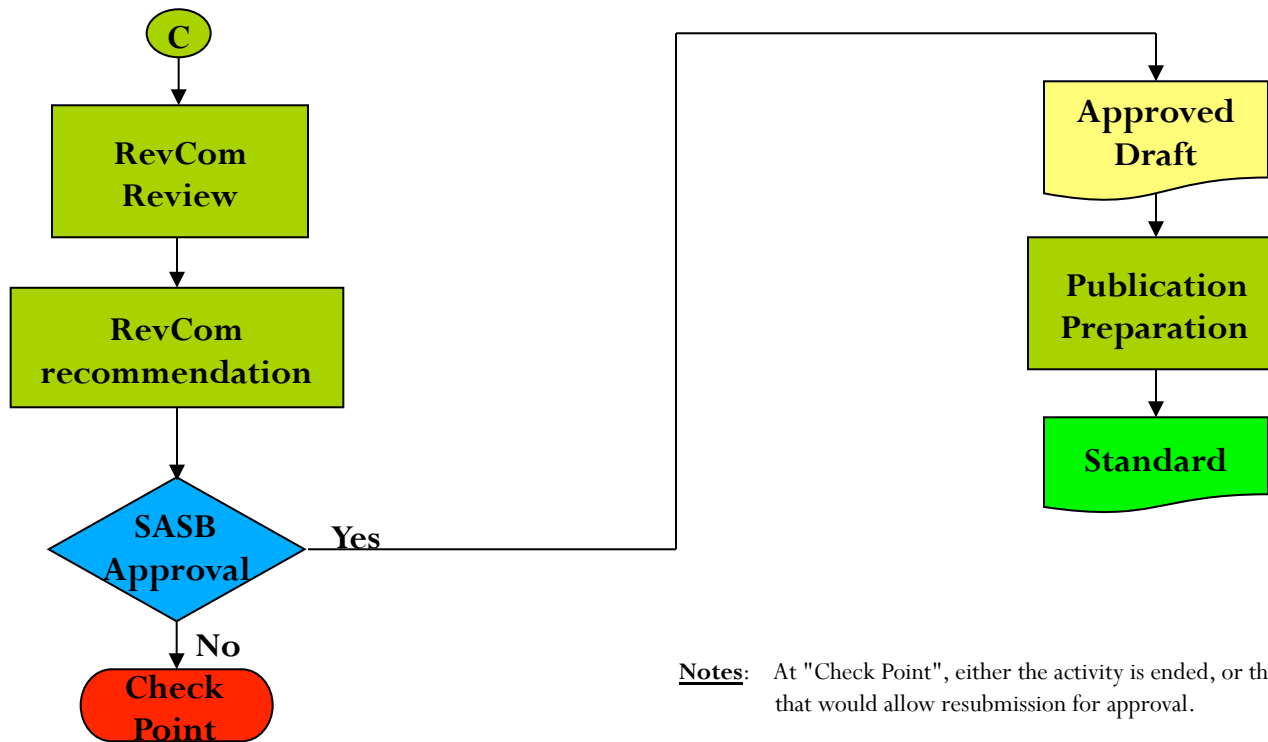 C
RevCom
Review
RevCom
recommendation
SASB
Approval
Yes
No
Check
Point
Approved
Draft
Publication
Preparation
Standard
Notes: At "Check Point", either the activity is ended, or
that would allow resubmission for approval.